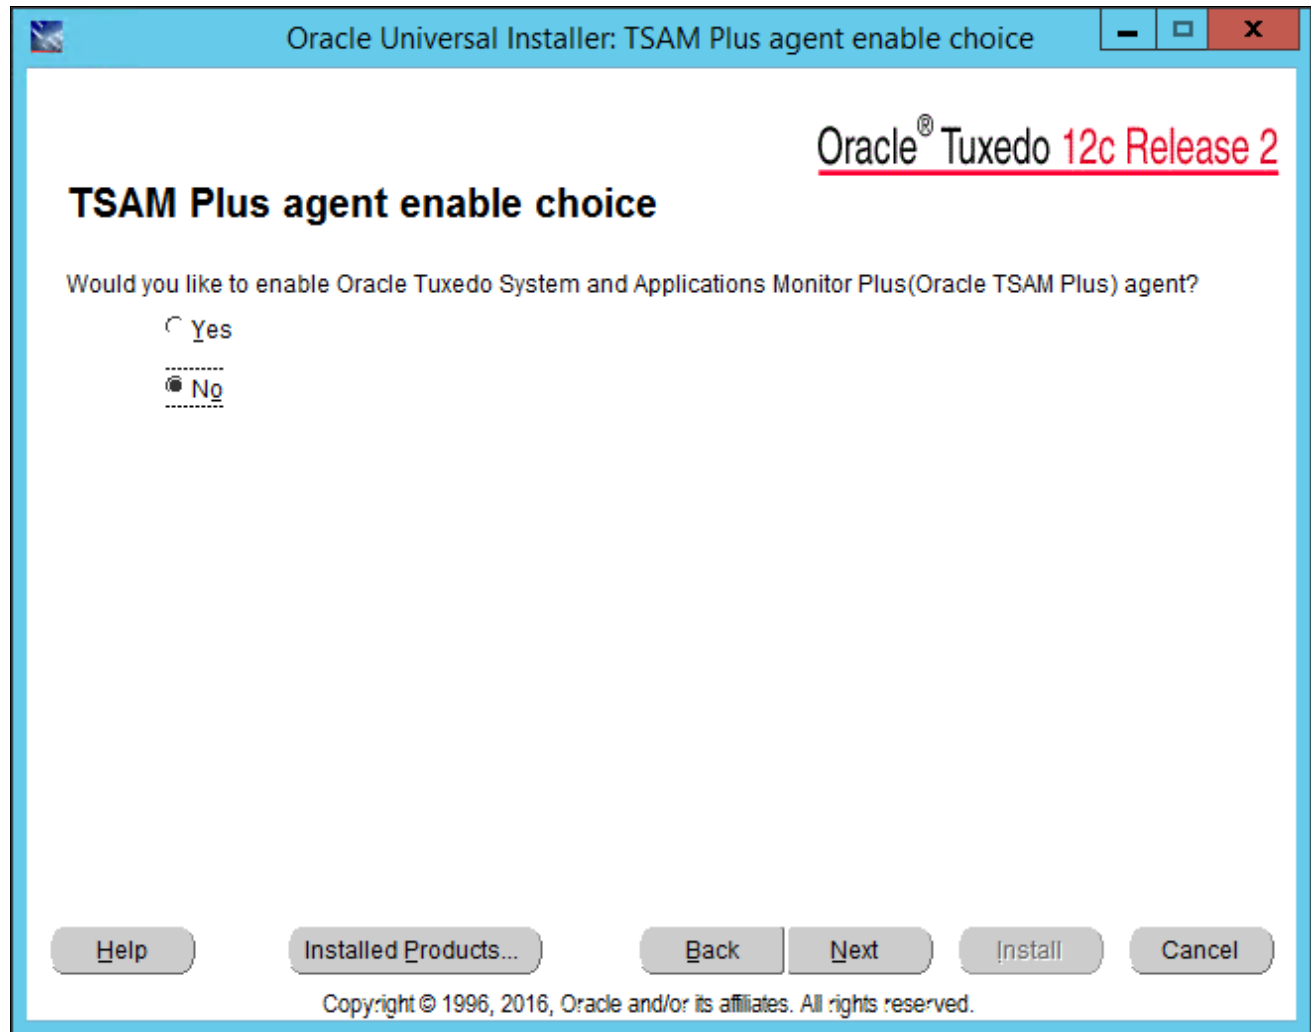 Oracle Universal Installer: TSAM Plus agent enable choice
Oracle® Tuxedo 12c Release 2
TSAM Plus agent enable choice
Would you like to enable Oracle Tuxedo System and Applications Monitor Plus(Oracle TSAM Plus) agent?
Yes
No
Help Installed Products... Back Next Install Cancel
Copyright © 1996, 2016, Oracle and/or its affiliates. All rights reserved.